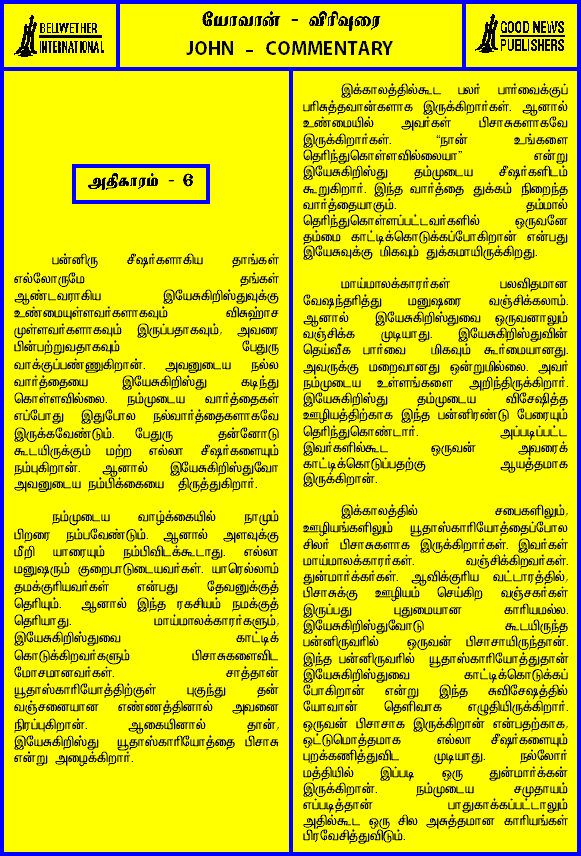 BELWETHER
INTERNATIONAL
யோவான் - விரிவுரை
JOHN - COMMENTARY
GOOD NEWS
PUBLISHERS
அதிகாரம் - 6
பன்னிரு சீஷர்களாகிய தாங்கள்
எல்லோருமே தங்கள்
ஆண்டவராகிய இயேசுகிறிஸ்துவுக்கு
உண்மையுள்ளவர்களாகவும் விசுவாச
முள்ளவர்களாகவும் இருப்பதாகவும், அவரை
பின்பற்றுவதாகவும் பேதுரு
வாக்குப்பண்ணுகிறான். அவனுடைய நல்ல
வார்த்தையை இயேசுகிறிஸ்து கடிந்து
கொள்ளவில்லை. நம்முடைய வார்த்தைகள்
எப்போது இதுபோல நல்வார்த்தைகளாகவே
இருக்கவேண்டும். பேதுரு தன்னோடு
கூடயிருக்கும் மற்ற எல்லா சீஷர்களையும்
நம்புகிறான். ஆனால் இயேசுகிறிஸ்துவோ
அவனுடைய நம்பிக்கையை திருத்துகிறார்.
நம்முடைய வாழ்க்கையில் நாமும்
பிறரை நம்பவேண்டும். ஆனால் அளவுக்கு
மீறி யாரையும் நம்பிவிடக்கூடாது. எல்லா
மனுஷரும் குறைபாடுடையவர்கள். யாரெல்லாம்
தமக்குரியவர்கள் என்பது தேவனுக்குத்
தெரியும். ஆனால் இந்த ரகசியம் நமக்குத்
தெரியாது. மாய்மாலக்காரர்களும்,
இயேசுகிறிஸ்துவை காட்டிக்
கொடுக்கிறவர்களும் பிசாசுகளைவிட
மோசமானவர்கள். சாத்தான்
யூதாஸ்காரியோத்திற்குள் புகுந்து தன்
வஞ்சனையான எண்ணத்தினால் அவனை
நிரப்புகிறான். ஆகையினால் தான்,
இயேசுகிறிஸ்து யூதாஸ்காரியோத்தை பிசாசு
என்று அழைக்கிறார்.
இக்காலத்தில்கூட பலர் பார்வைக்குப்
பரிசுத்தவான்களாக இருக்கிறார்கள். ஆனால்
உண்மையில் அவர்கள் பிசாசுகளாகவே
இருக்கிறார்கள். “நான் உங்களை
தெரிந்துகொள்ளவில்லையா” என்று
இயேசுகிறிஸ்து தம்முடைய சீஷர்களிடம்
கூறுகிறார். இந்த வார்த்தை துக்கம் நிறைந்த
வார்த்தையாகும். தம்மால்
தெரிந்துகொள்ளப்பட்டவர்களில் ஒருவனே
தம்மை காட்டிக்கொடுக்கப்போகிறான் என்பது
இயேசுவுக்கு மிகவும் துக்கமாயிருக்கிறது.
மாய்மாலக்காரர்கள் பலவிதமான
வேஷந்தரித்து மனுஷரை வஞ்சிக்கலாம்.
ஆனால் இயேசுகிறிஸ்துவை ஒருவனாலும்
வஞ்சிக்க முடியாது. இயேசுகிறிஸ்துவின்
தெய்வீக பார்வை மிகவும் கூர்மையானது.
அவருக்கு மறைவானது ஒன்றுமில்லை. அவர்
நம்முடைய உள்ளங்களை அறிந்திருக்கிறார்.
இயேசுகிறிஸ்து தம்முடைய விசேஷித்த
ஊழியத்திற்காக இந்த பன்னிரண்டு பேரையும்
தெரிந்துகொண்டார். அப்படிப்பட்ட
இவர்களில்கூட ஒருவன் அவரைக்
காட்டிக்கொடுப்பதற்கு ஆயத்தமாக
இருக்கிறான்.
இக்காலத்தில் சபைகளிலும்,
ஊழியங்களிலும் யூதாஸ்காரியோத்தைப்போல
சிலர் பிசாசுகளாக இருக்கிறார்கள். இவர்கள்
மாய்மாலக்காரர்கள். வஞ்சிக்கிறவர்கள்.
துன்மார்க்கர்கள். ஆவிக்குரிய வட்டாரத்தில்,
பிசாசுக்கு ஊழியம் செய்கிற வஞ்சகர்கள்
இருப்பது புதுமையான காரியமல்ல.
இயேசுகிறிஸ்துவோடு கூடயிருந்த
பன்னிருவரில் ஒருவன் பிசாசாயிருந்தான்.
இந்த பன்னிருவரில் யூதாஸ்காரியோத்துதான்
இயேசுகிறிஸ்துவை காட்டிக்கொடுக்கப்
போகிறான் என்று இந்த சுவிசேஷத்தில்
யோவான் தெளிவாக எழுதியிருக்கிறார்.
ஒருவன் பிசாசாக இருக்கிறான் என்பதற்காக,
ஒட்டுமொத்தமாக எல்லா சீஷர்களையும்
புறக்கணித்துவிட முடியாது. நல்லோர்
மத்தியில் இப்படி ஒரு துன்மார்க்கன்
இருக்கிறான். நம்முடைய சமுதாயம்
எப்படித்தான் பாதுகாக்கப்பட்டாலும்
அதில்கூட ஒரு சில அசுத்தமான காரியங்கள்
பிரவேசித்துவிடும்.